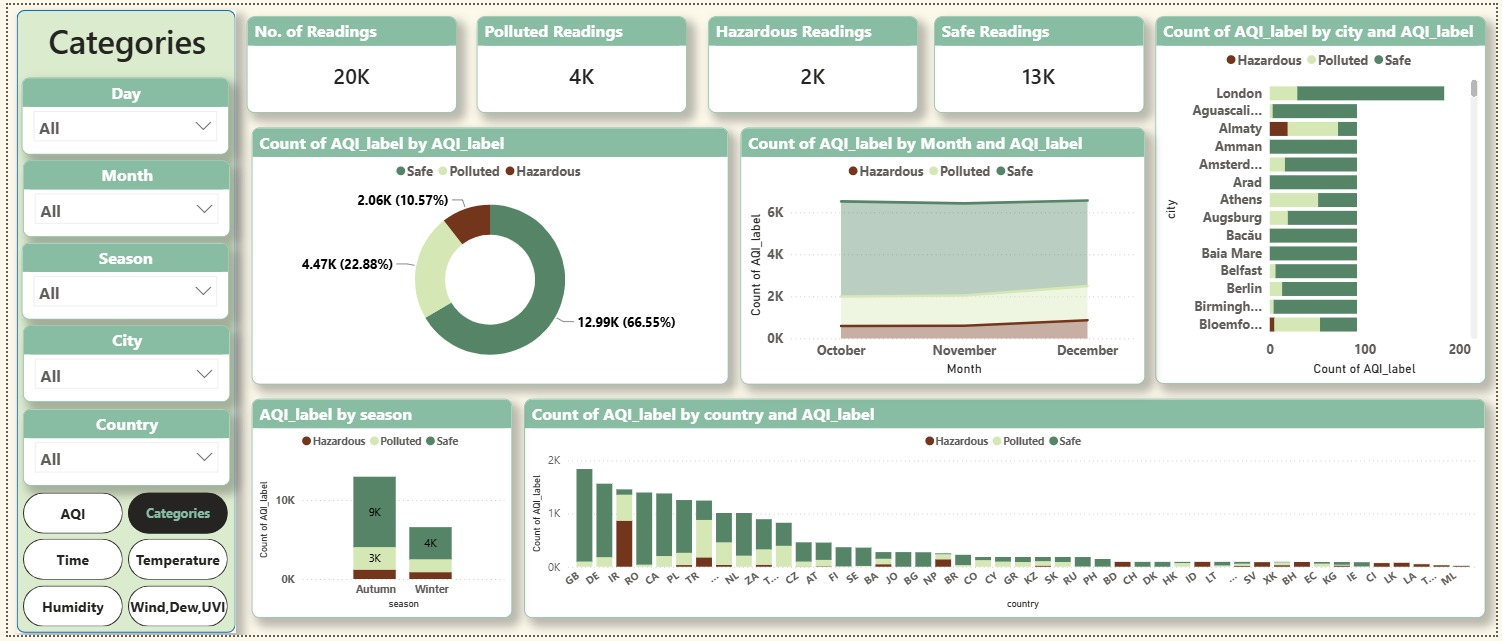 Categories
Day
All
Month
All
Season
All
City
All
Country
All
AQI
Categories
Time
Temperature
Humidity
Wind,Dew,UVI
No. of Readings
20K
Polluted Readings
4K
Hazardous Readings
2K
Safe Readings
13K
Count of AQI_label by AQI_label
Safe Polluted Hazardous
2.06K (10.57%)
4.47K (22.88%)
12.99K (66.55%)
Count of AQI_label by Month and AQI_label
Hazardous Polluted Safe
Count of AQI_label
6K
4K
2K
0K
October November December
Month
Count of AQI_label by city and AQI_label
Hazardous Polluted Safe
city
London
Aguascali...
Almaty
Amman
Amsterd...
Arad
Athens
Augsburg
Bacău
Baia Mare
Belfast
Berlin
Birmingh...
Bloemfo...
0 100 200
Count of AQI_label
AQI_label by season
Hazardous Polluted Safe
Count of AQI_label
10K
0K
9K
3K
4K
Autumn Winter
season
Count of AQI_label by country and AQI_label
Hazardous Polluted Safe
Count of AQI_label
2K
1K
0K
GB DE IR RO CA PL TR ... NL ZA T... CZ AT FI SE BA JO BG NP BR CO CY GR KZ SK RU PH BD CH DK HK ID LT ... SV XK BH EC KG IE CI LK LA T... ML
country